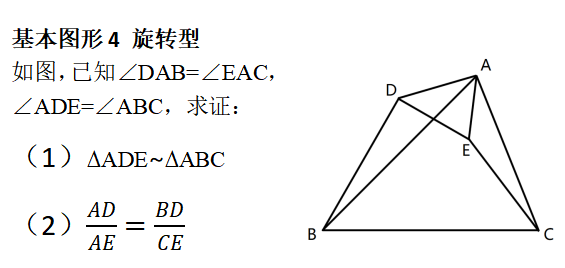 基本图形4 旋转型
如图，已知∠DAB=∠EAC，
∠ADE=∠ABC，求证：
（1）ΔADE~ΔABC
（2）AD/AE = BD/CE
A
D
E
B
C